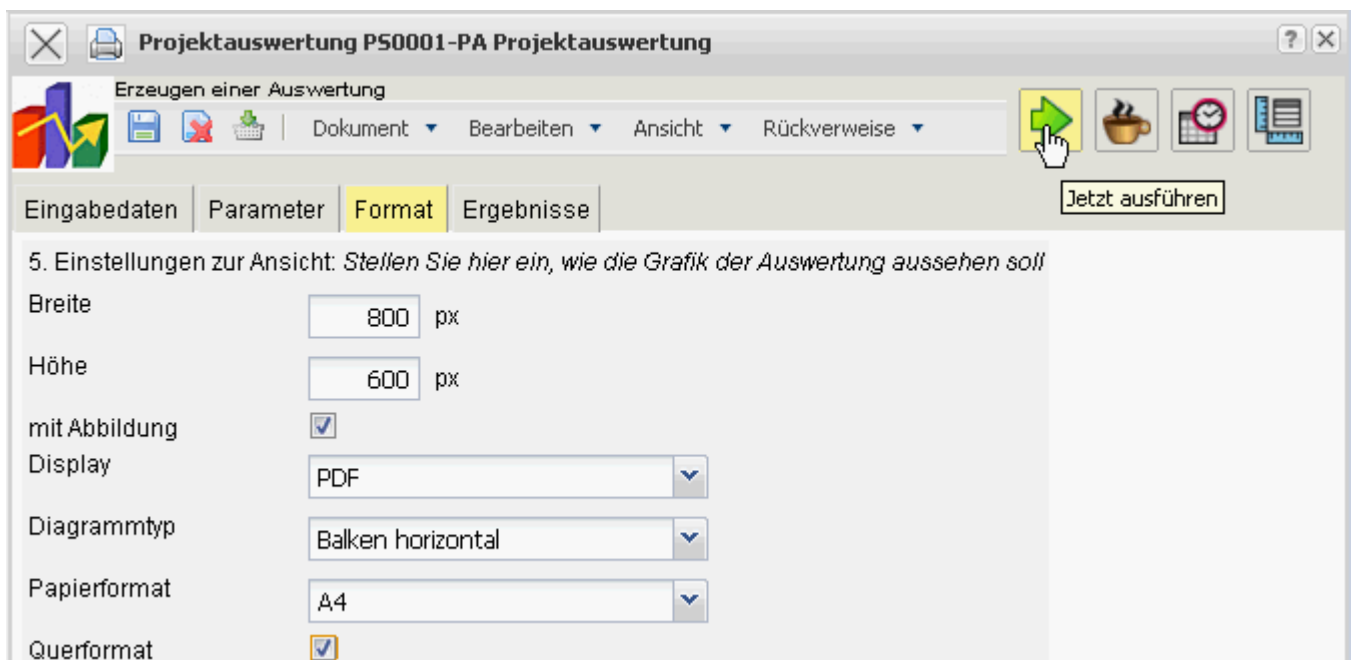 Projektauswertung PS0001-PA Projektauswertung
?
Erzeugen einer Auswertung
Dokument Bearbeiten Ansicht Rückverweise
Jetzt ausführen
Eingabedaten Parameter Format Ergebnisse
5. Einstellungen zur Ansicht: Stellen Sie hier ein, wie die Grafik der Auswertung aussehen soll
Breite 800 px
Höhe 600 px
mit Abbildung
Display PDF
Diagrammtyp Balken horizontal
Papierformat A4
Querformat